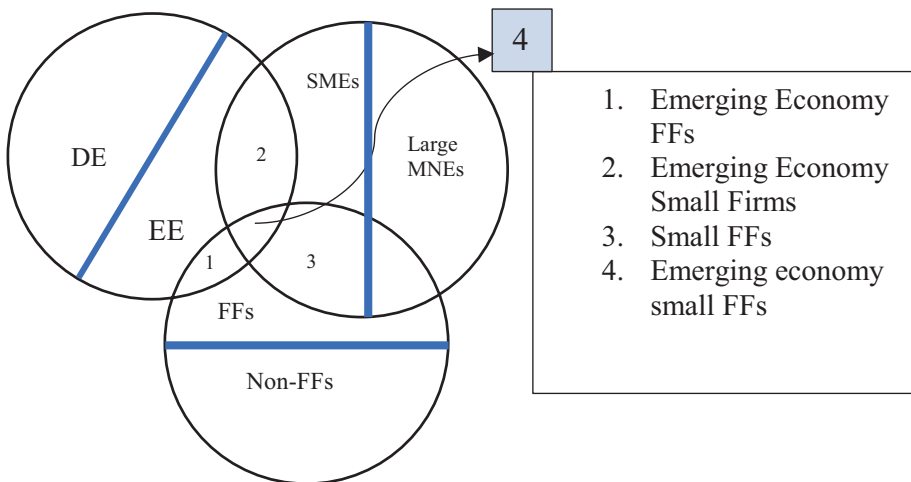 4
SMEs
DE
2
Large
MNEs
EE
1
3
FFs
Non-FFs
1. Emerging Economy
FFs
2. Emerging Economy
Small Firms
3. Small FFs
4. Emerging economy
small FFs